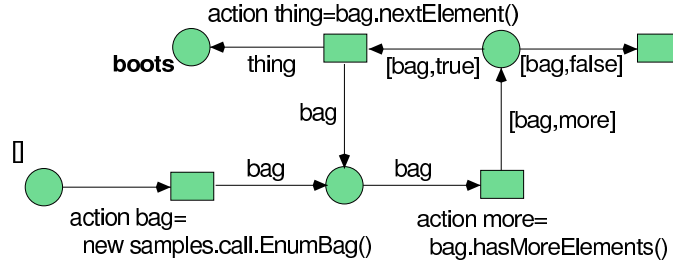 action thing=bag.nextElement()
boots
thing
[bag,true]
[bag,false]
bag
[bag,more]
[]
bag
bag
action bag=
new samples.call.EnumBag()
action more=
bag.hasMoreElements()